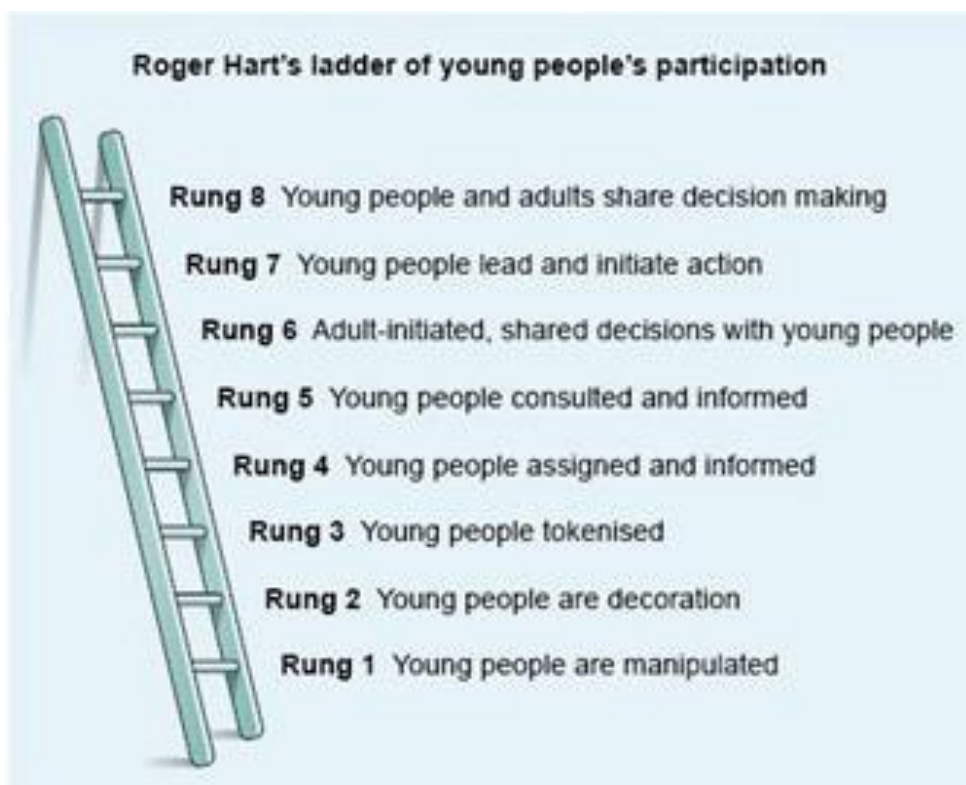 Roger Hart's ladder of young people's participation
Rung 8 Young people and adults share decision making
Rung 7 Young people lead and initiate action
Rung 6 Adult-initiated, shared decisions with young people
Rung 5 Young people consulted and informed
Rung 4 Young people assigned and informed
Rung 3 Young people tokenised
Rung 2 Young people are decoration
Rung 1 Young people are manipulated